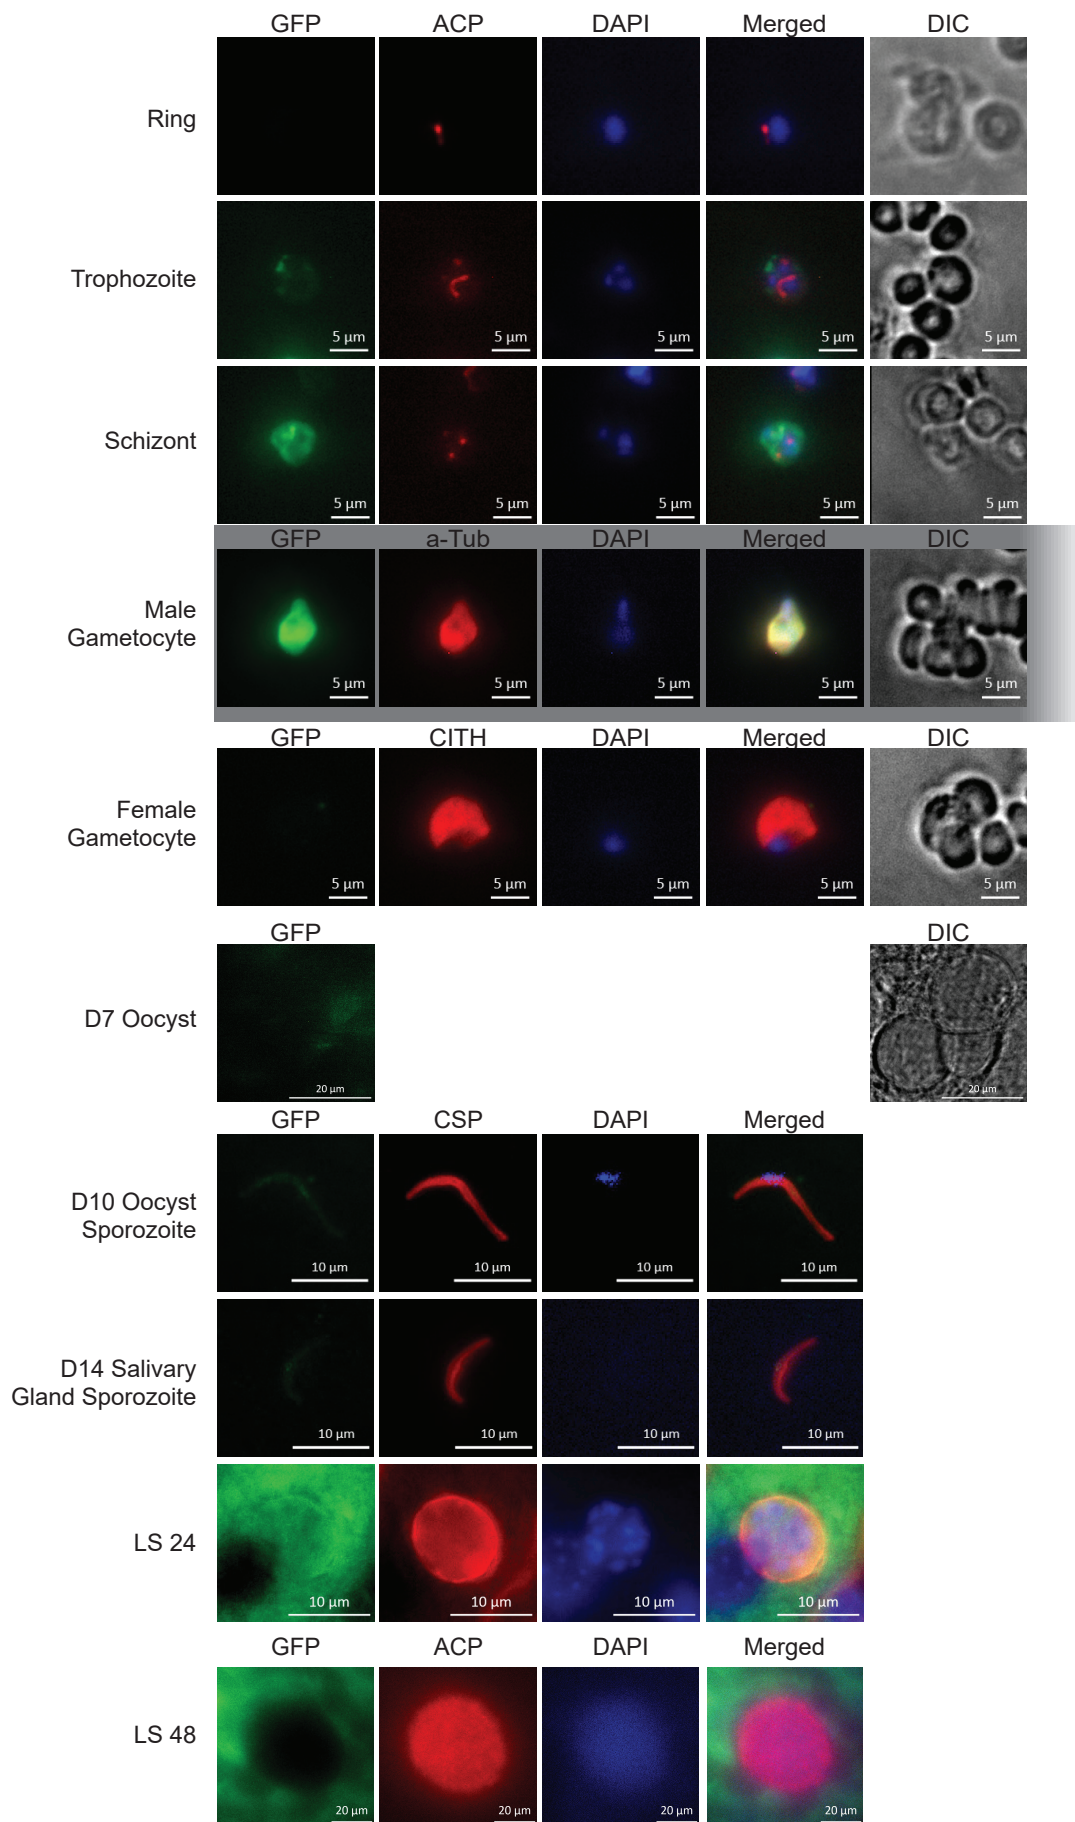 GFP ACP DAPI Merged DIC
Ring
Trophozoite
5 µm 5 µm 5 µm 5 µm 5 µm
Schizont
5 µm 5 µm 5 µm 5 µm 5 µm
GFP a-Tub DAPI Merged DIC
Male
Gametocyte
5 µm 5 µm 5 µm 5 µm 5 µm
GFP CITH DAPI Merged DIC
Female
Gametocyte
5 µm 5 µm 5 µm 5 µm 5 µm
GFP DIC
D7 Oocyst
20 µm 20 µm
GFP CSP DAPI Merged
D10 Oocyst
Sporozoite
10 µm 10 µm 10 µm 10 µm
D14 Salivary
Gland Sporozoite
10 µm 10 µm 10 µm 10 µm
LS 24
10 µm 10 µm 10 µm 10 µm
GFP ACP DAPI Merged
LS 48
20 µm 20 µm 20 µm 20 µm